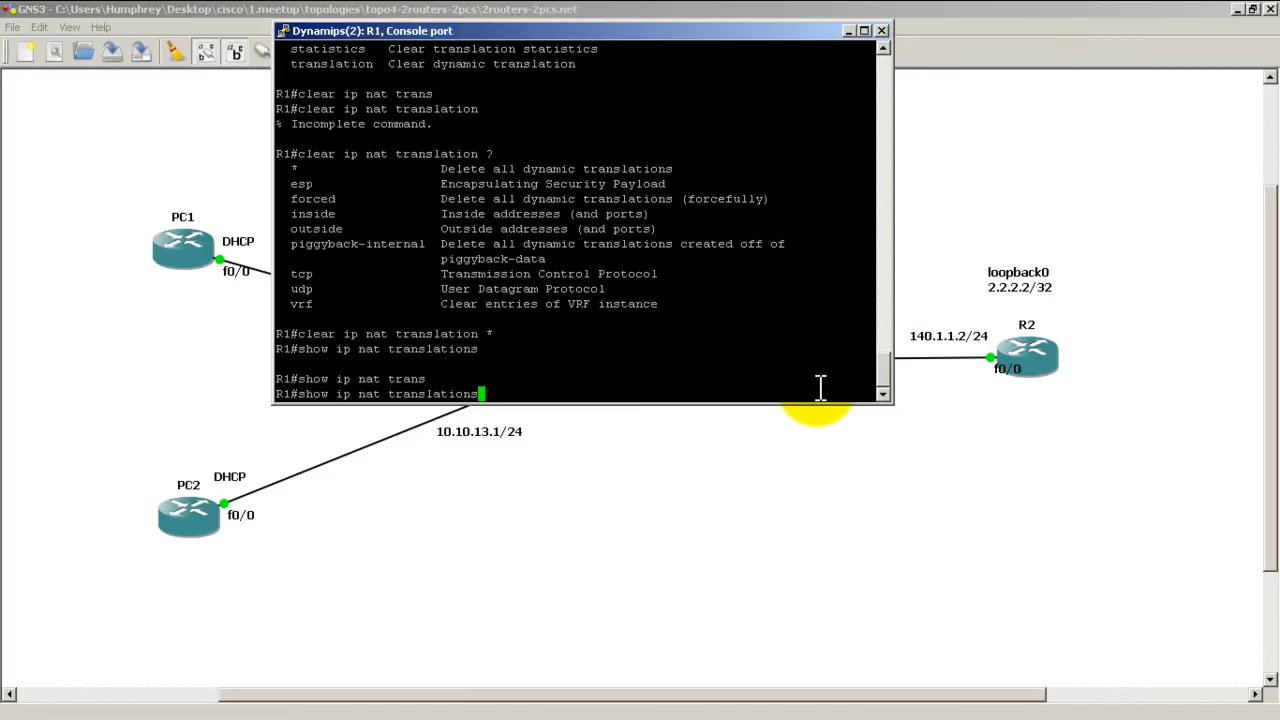 GNS3 - C:\Users\Humphrey\Desktop\cisco\1.meetup\topologies\topo4-2routers-2pcs\2routers-2pcs.net
File Edit View Help
Dynamips(2): R1, Console port
statistics Clear translation statistics
translation Clear dynamic translation
R1#clear ip nat trans
R1#clear ip nat translation
% Incomplete command.
R1#clear ip nat translation ?
* Delete all dynamic translations
esp Encapsulating Security Payload
forced Delete all dynamic translations (forcefully)
inside Inside addresses (and ports)
outside Outside addresses (and ports)
piggyback-internal Delete all dynamic translations created off of
piggyback-data
tcp Transmission Control Protocol
udp User Datagram Protocol
vrf Clear entries of VRF instance
R1#clear ip nat translation *
R1#show ip nat translations
R1#show ip nat trans
R1#show ip nat translations
PC1
DHCP
f0/0
loopback0
2.2.2.2/32
R2
140.1.1.2/24
f0/0
10.10.13.1/24
DHCP
PC2
f0/0